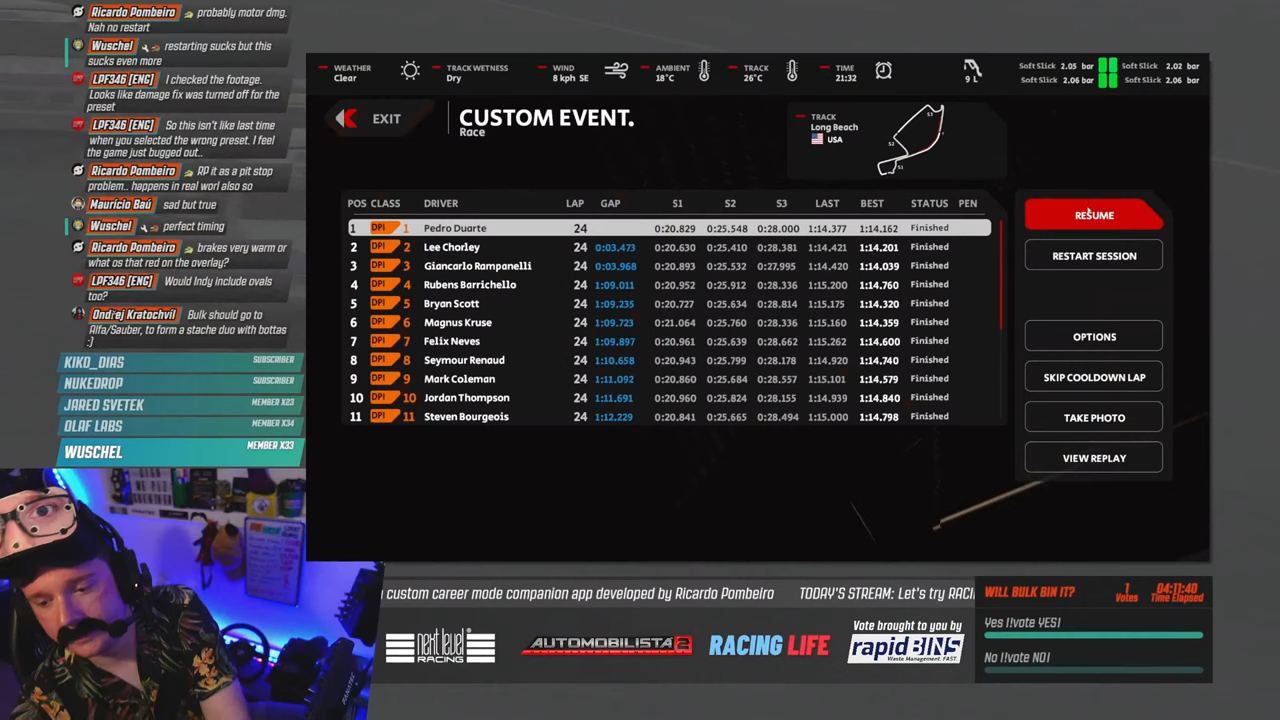 Ricardo Pombeiro probably motor dmg.
Nah no restart
Wuschel restarting sucks but this
sucks even more
LPF346 [ENG] I checked the footage.
Looks like damage fix was turned off for the
preset
LPF346 [ENG] So this isn't like last time
when you selected the wrong preset. I feel
the game just bugged out..
Ricardo Pombeiro RP it as a pit stop
problem.. happens in real worl also so
Maurício Baú sad but true
Wuschel perfect timing
Ricardo Pombeiro brakes very warm or
what os that red on the overlay?
LPF346 [ENG] Would Indy include ovals
too?
Ondřej Kratochvíl Bulk should go to
Alfa/Sauber, to form a stache duo with bottas
:)
KIKO_DIAS SUBSCRIBER
NUKEDROP SUBSCRIBER
JARED SVETEK MEMBER X23
OLAF LABS MEMBER X34
WUSCHEL MEMBER X33
WEATHER
Clear
TRACK WETNESS
Dry
WIND
8 kph SE
AMBIENT
18°C
TRACK
26°C
TIME
21:32
9 L
Soft Slick 2.05 bar Soft Slick 2.02 bar
Soft Slick 2.06 bar Soft Slick 2.06 bar
EXIT
CUSTOM EVENT.
Race
TRACK
Long Beach
USA
S3
S2
S1
POS CLASS DRIVER LAP GAP S1 S2 S3 LAST BEST STATUS PEN
1 DPI 1 Pedro Duarte 24 0:20.829 0:25.548 0:28.000 1:14.377 1:14.162 Finished
2 DPI 2 Lee Chorley 24 0:03.473 0:20.630 0:25.410 0:28.381 1:14.421 1:14.201 Finished
3 DPI 3 Giancarlo Rampanelli 24 0:03.968 0:20.893 0:25.532 0:27.995 1:14.420 1:14.039 Finished
4 DPI 4 Rubens Barrichello 24 1:09.011 0:20.952 0:25.912 0:28.336 1:15.200 1:14.760 Finished
5 DPI 5 Bryan Scott 24 1:09.235 0:20.727 0:25.634 0:28.814 1:15.175 1:14.320 Finished
6 DPI 6 Magnus Kruse 24 1:09.723 0:21.064 0:25.760 0:28.336 1:15.160 1:14.359 Finished
7 DPI 7 Felix Neves 24 1:09.897 0:20.961 0:25.639 0:28.662 1:15.262 1:14.600 Finished
8 DPI 8 Seymour Renaud 24 1:10.658 0:20.943 0:25.799 0:28.178 1:14.920 1:14.740 Finished
9 DPI 9 Mark Coleman 24 1:11.092 0:20.860 0:25.684 0:28.557 1:15.101 1:14.579 Finished
10 DPI 10 Jordan Thompson 24 1:11.691 0:20.960 0:25.824 0:28.155 1:14.939 1:14.840 Finished
11 DPI 11 Steven Bourgeois 24 1:12.229 0:20.841 0:25.665 0:28.494 1:15.000 1:14.798 Finished
RESUME
RESTART SESSION
OPTIONS
SKIP COOLDOWN LAP
TAKE PHOTO
VIEW REPLAY
custom career mode companion app developed by Ricardo Pombeiro TODAY'S STREAM: Let's try RACIN
next level
RACING
AUTOMOBILISTA 2
RACING LIFE
Vote brought to you by
rapidBINS
Waste Management. FAST.
WILL BULK BIN IT?
1
Votes
04:11:40
Time Elapsed
Yes !!vote YES!
No !!vote NO!